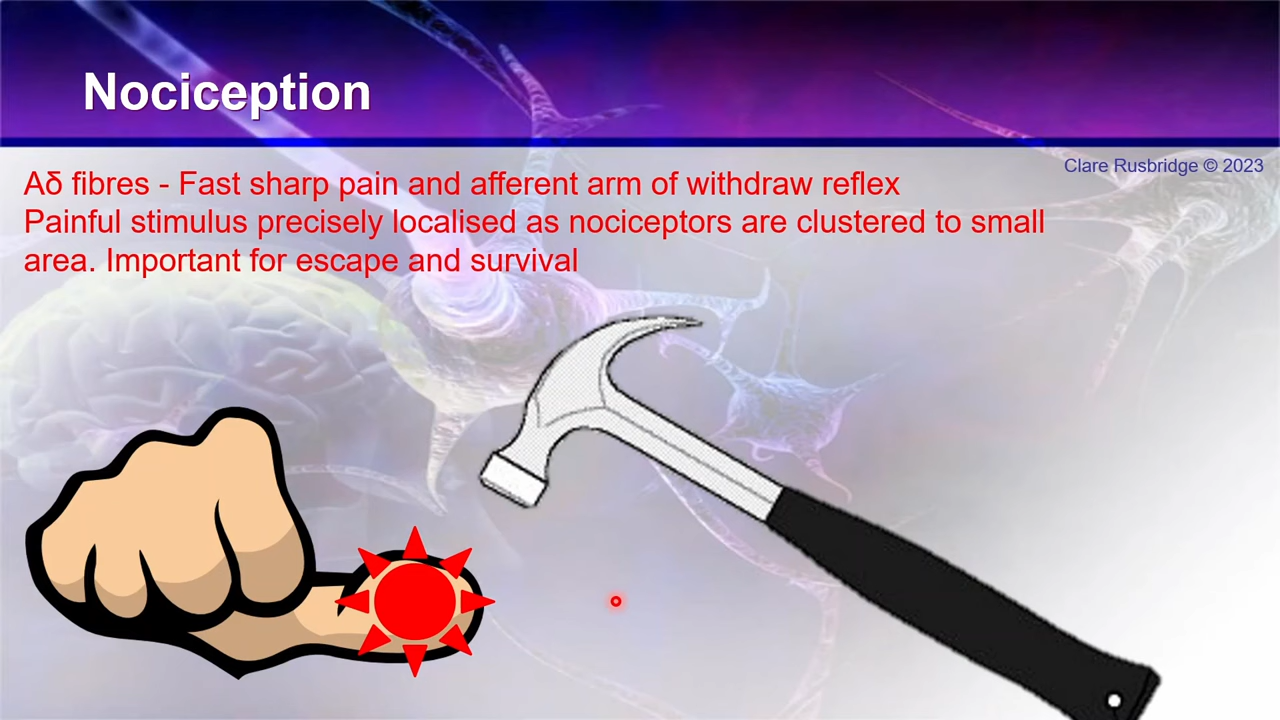 Nociception
Clare Rusbridge © 2023
Aδ fibres - Fast sharp pain and afferent arm of withdraw reflex
Painful stimulus precisely localised as nociceptors are clustered to small
area. Important for escape and survival